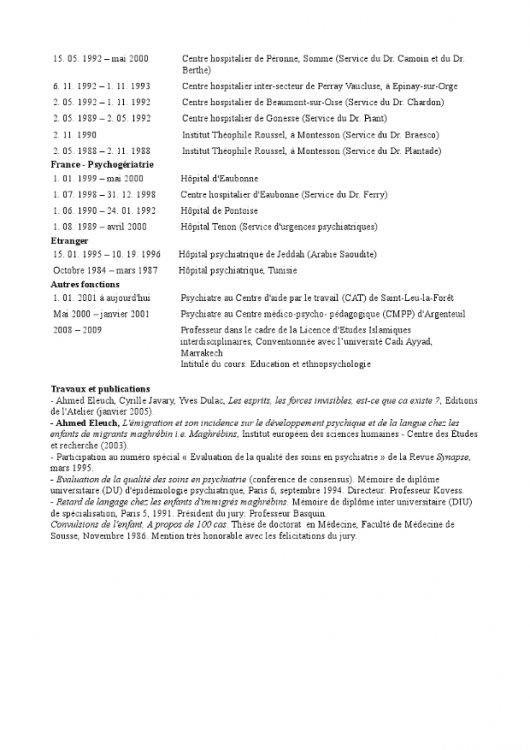 15. 05. 1992 – mai 2000 Centre hospitalier de Péronne, Somme (Service du Dr. Camoin et du Dr.
Berthé)
6. 11. 1992 – 1. 11. 1993 Centre hospitalier inter-secteur de Perray Vaucluse, à Epinay-sur-Orge
2. 05. 1992 – 1. 11. 1992 Centre hospitalier de Beaumont-sur-Oise (Service du Dr. Chardon)
2. 05. 1989 – 2. 05. 1992 Centre hospitalier de Gonesse (Service du Dr. Piant)
2. 11. 1990 Institut Théophile Roussel, à Montesson (Service du Dr. Braesco)
2. 05. 1988 – 2. 11. 1988 Institut Théophile Roussel, à Montesson (Service du Dr. Plantade)
France - Psychogériatrie
1. 01. 1999 – mai 2000 Hôpital d'Eaubonne
1. 07. 1998 – 31. 12. 1998 Centre hospitalier d'Eaubonne (Service du Dr. Ferry)
1. 06. 1990 – 24. 01. 1992 Hôpital de Pontoise
1. 08. 1989 – avril 2000 Hôpital Tenon (Service d'urgences psychiatriques)
Etranger
15. 01. 1995 – 10. 19. 1996 Hôpital psychiatrique de Jeddah (Arabie Saoudite)
Octobre 1984 – mars 1987 Hôpital psychiatrique, Tunisie
Autres fonctions
1. 01. 2001 à aujourd'hui Psychiatre au Centre d'aide par le travail (CAT) de Saint-Leu-la-Forêt
Mai 2000 – janvier 2001 Psychiatre au Centre médico-psycho- pédagogique (CMPP) d'Argenteuil
2008 – 2009 Professeur dans le cadre de la Licence d'Etudes Islamiques
interdisciplinaires, Conventionnée avec l’université Cadi Ayyad,
Marrakech
Intitulé du cours: Education et ethnopsychologie
Travaux et publications
- Ahmed Eleuch, Cyrille Javary, Yves Dulac, Les esprits, les forces invisibles, est-ce que ca existe ?, Editions
de l'Atelier (janvier 2005).
- Ahmed Eleuch, L'émigration et son incidence sur le développement psychique et de la langue chez les
enfants de migrants maghrébin i.e. Maghrébins, Institut européen des sciences humaines - Centre des Études
et recherche (2003).
- Participation au numéro spécial « Evaluation de la qualité des soins en psychiatrie » de la Revue Synapse,
mars 1995.
- Evaluation de la qualité des soins en psychiatrie (conférence de consensus). Mémoire de diplôme
universitaire (DU) d'épidémiologie psychiatrique, Paris 6, septembre 1994. Directeur: Professeur Kovess.
- Retard de langage chez les enfants d'immigrés maghrébins. Mémoire de diplôme inter universitaire (DIU)
de spécialisation, Paris 5, 1991. Président du jury: Professeur Basquin.
Convulsions de l'enfant, A propos de 100 cas. Thèse de doctorat en Médecine, Faculté de Médecine de
Sousse, Novembre 1986. Mention très honorable avec les félicitations du jury.